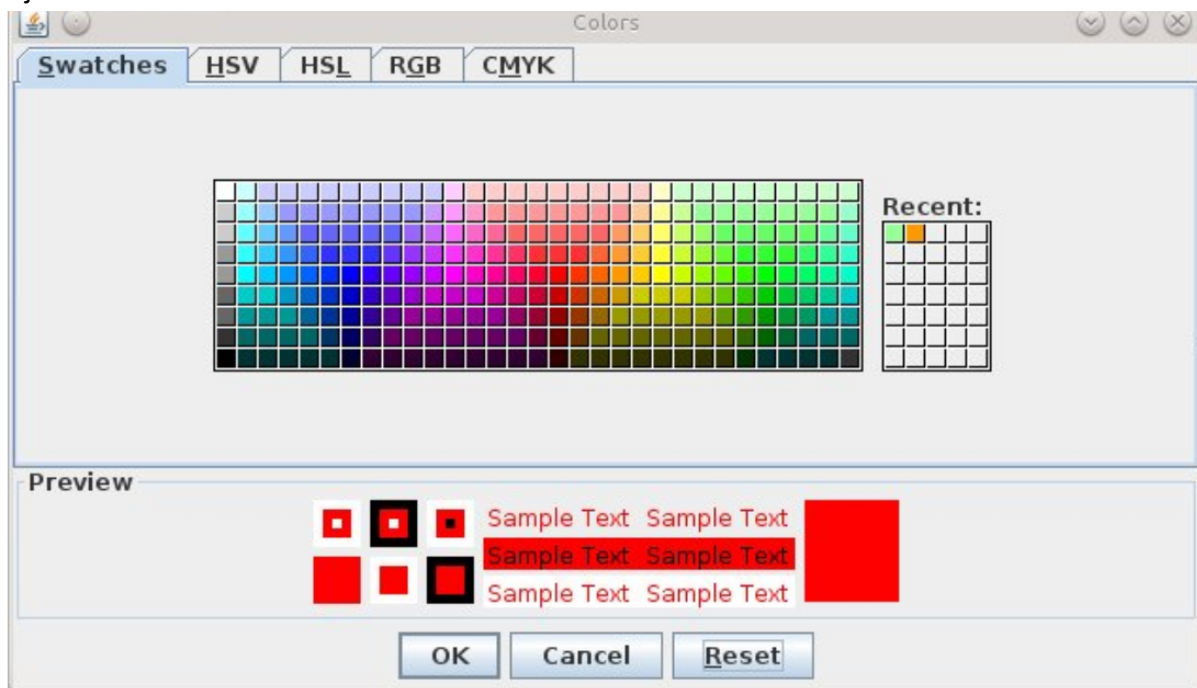 Colors
Swatches HSV HSL RGB CMYK
Recent:
Preview
Sample Text Sample Text
Sample Text Sample Text
Sample Text Sample Text
OK Cancel Reset